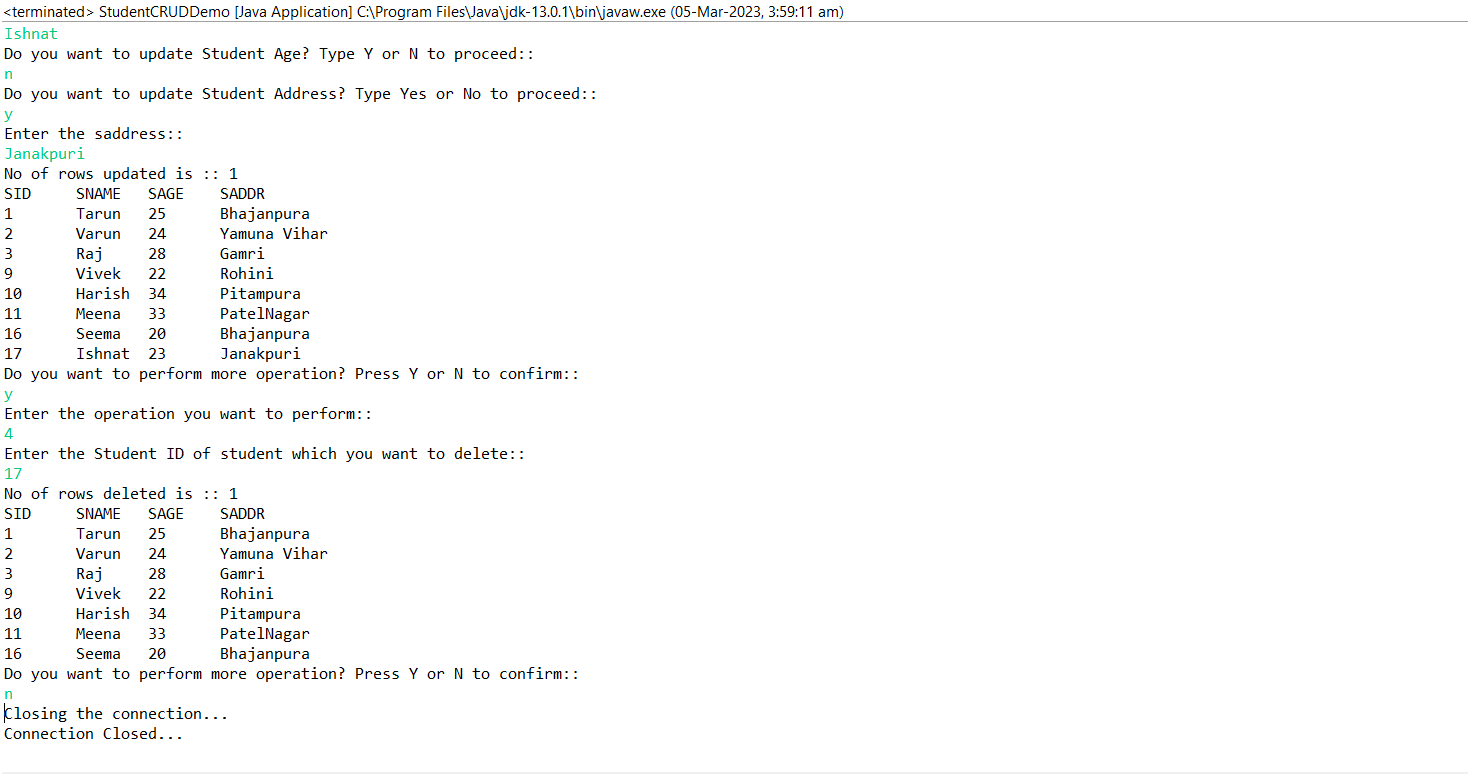 <terminated> StudentCRUDDemo [Java Application] C:\Program Files\Java\jdk-13.0.1\bin\javaw.exe (05-Mar-2023, 3:59:11 am)
Ishnat
Do you want to update Student Age? Type Y or N to proceed::
n
Do you want to update Student Address? Type Yes or No to proceed::
y
Enter the saddress::
Janakpuri
No of rows updated is :: 1
SID     SNAME   SAGE    SADDR
1       Tarun   25      Bhajanpura
2       Varun   24      Yamuna Vihar
3       Raj     28      Gamri
9       Vivek   22      Rohini
10      Harish  34      Pitampura
11      Meena   33      PatelNagar
16      Seema   20      Bhajanpura
17      Ishnat  23      Janakpuri
Do you want to perform more operation? Press Y or N to confirm::
y
Enter the operation you want to perform::
4
Enter the Student ID of student which you want to delete::
17
No of rows deleted is :: 1
SID     SNAME   SAGE    SADDR
1       Tarun   25      Bhajanpura
2       Varun   24      Yamuna Vihar
3       Raj     28      Gamri
9       Vivek   22      Rohini
10      Harish  34      Pitampura
11      Meena   33      PatelNagar
16      Seema   20      Bhajanpura
Do you want to perform more operation? Press Y or N to confirm::
n
Closing the connection...
Connection Closed...